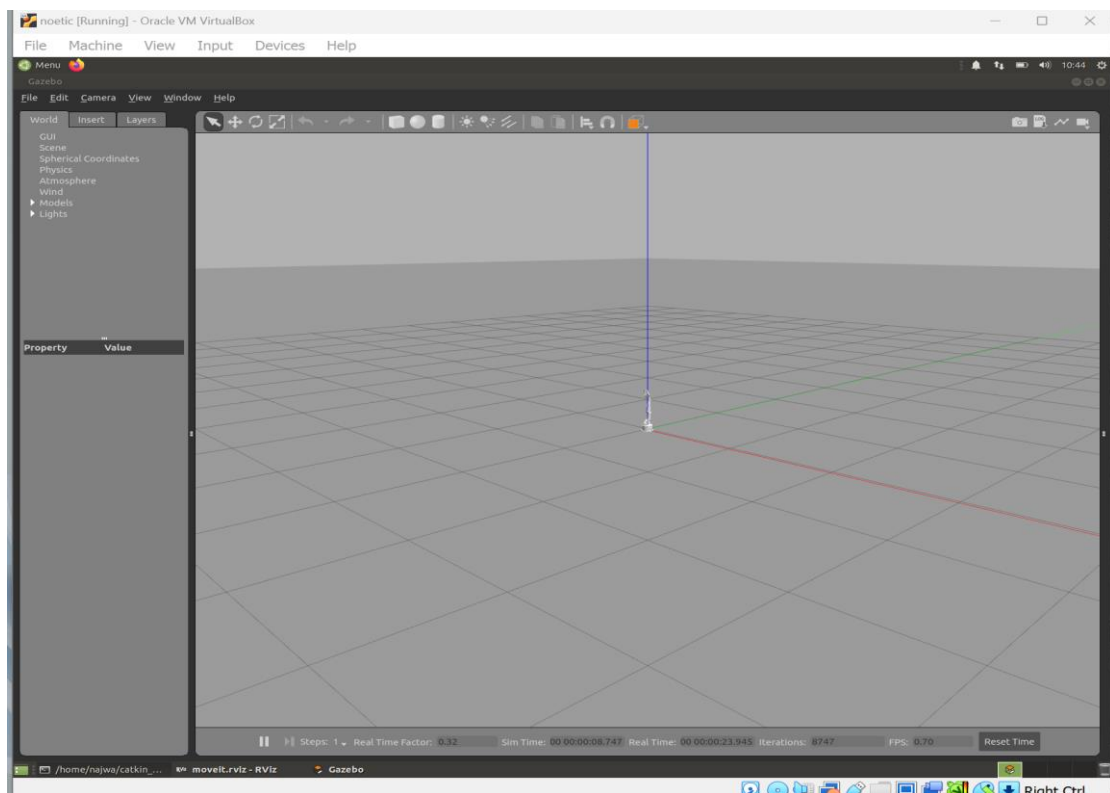 noetic [Running] - Oracle VM VirtualBox
File Machine View Input Devices Help
Menu 10:44
Gazebo
File Edit Camera View Window Help
World Insert Layers
GUI
Scene
Spherical Coordinates
Physics
Atmosphere
Wind
Models
Lights
Property Value
Steps: 1 Real Time Factor: 0.32 Sim Time: 00 00:00:08.747 Real Time: 00 00:00:23.945 Iterations: 8747 FPS: 0.70 Reset Time
/home/najwa/catkin_... moveit.rviz - RViz Gazebo
Right Ctrl